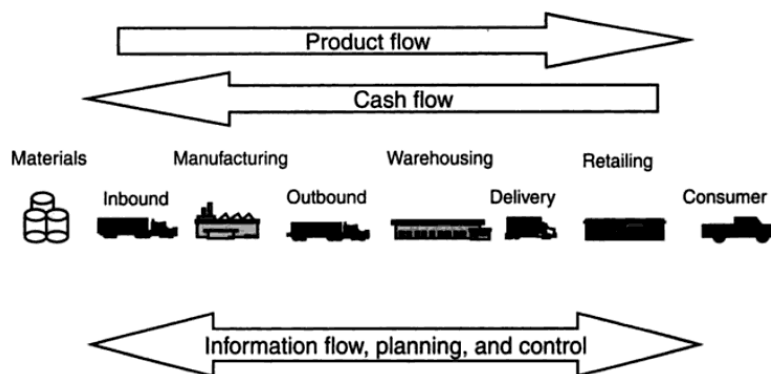 Product flow
Cash flow
Materials
Manufacturing
Warehousing
Retailing
Inbound
Outbound
Delivery
Consumer
Information flow, planning, and control